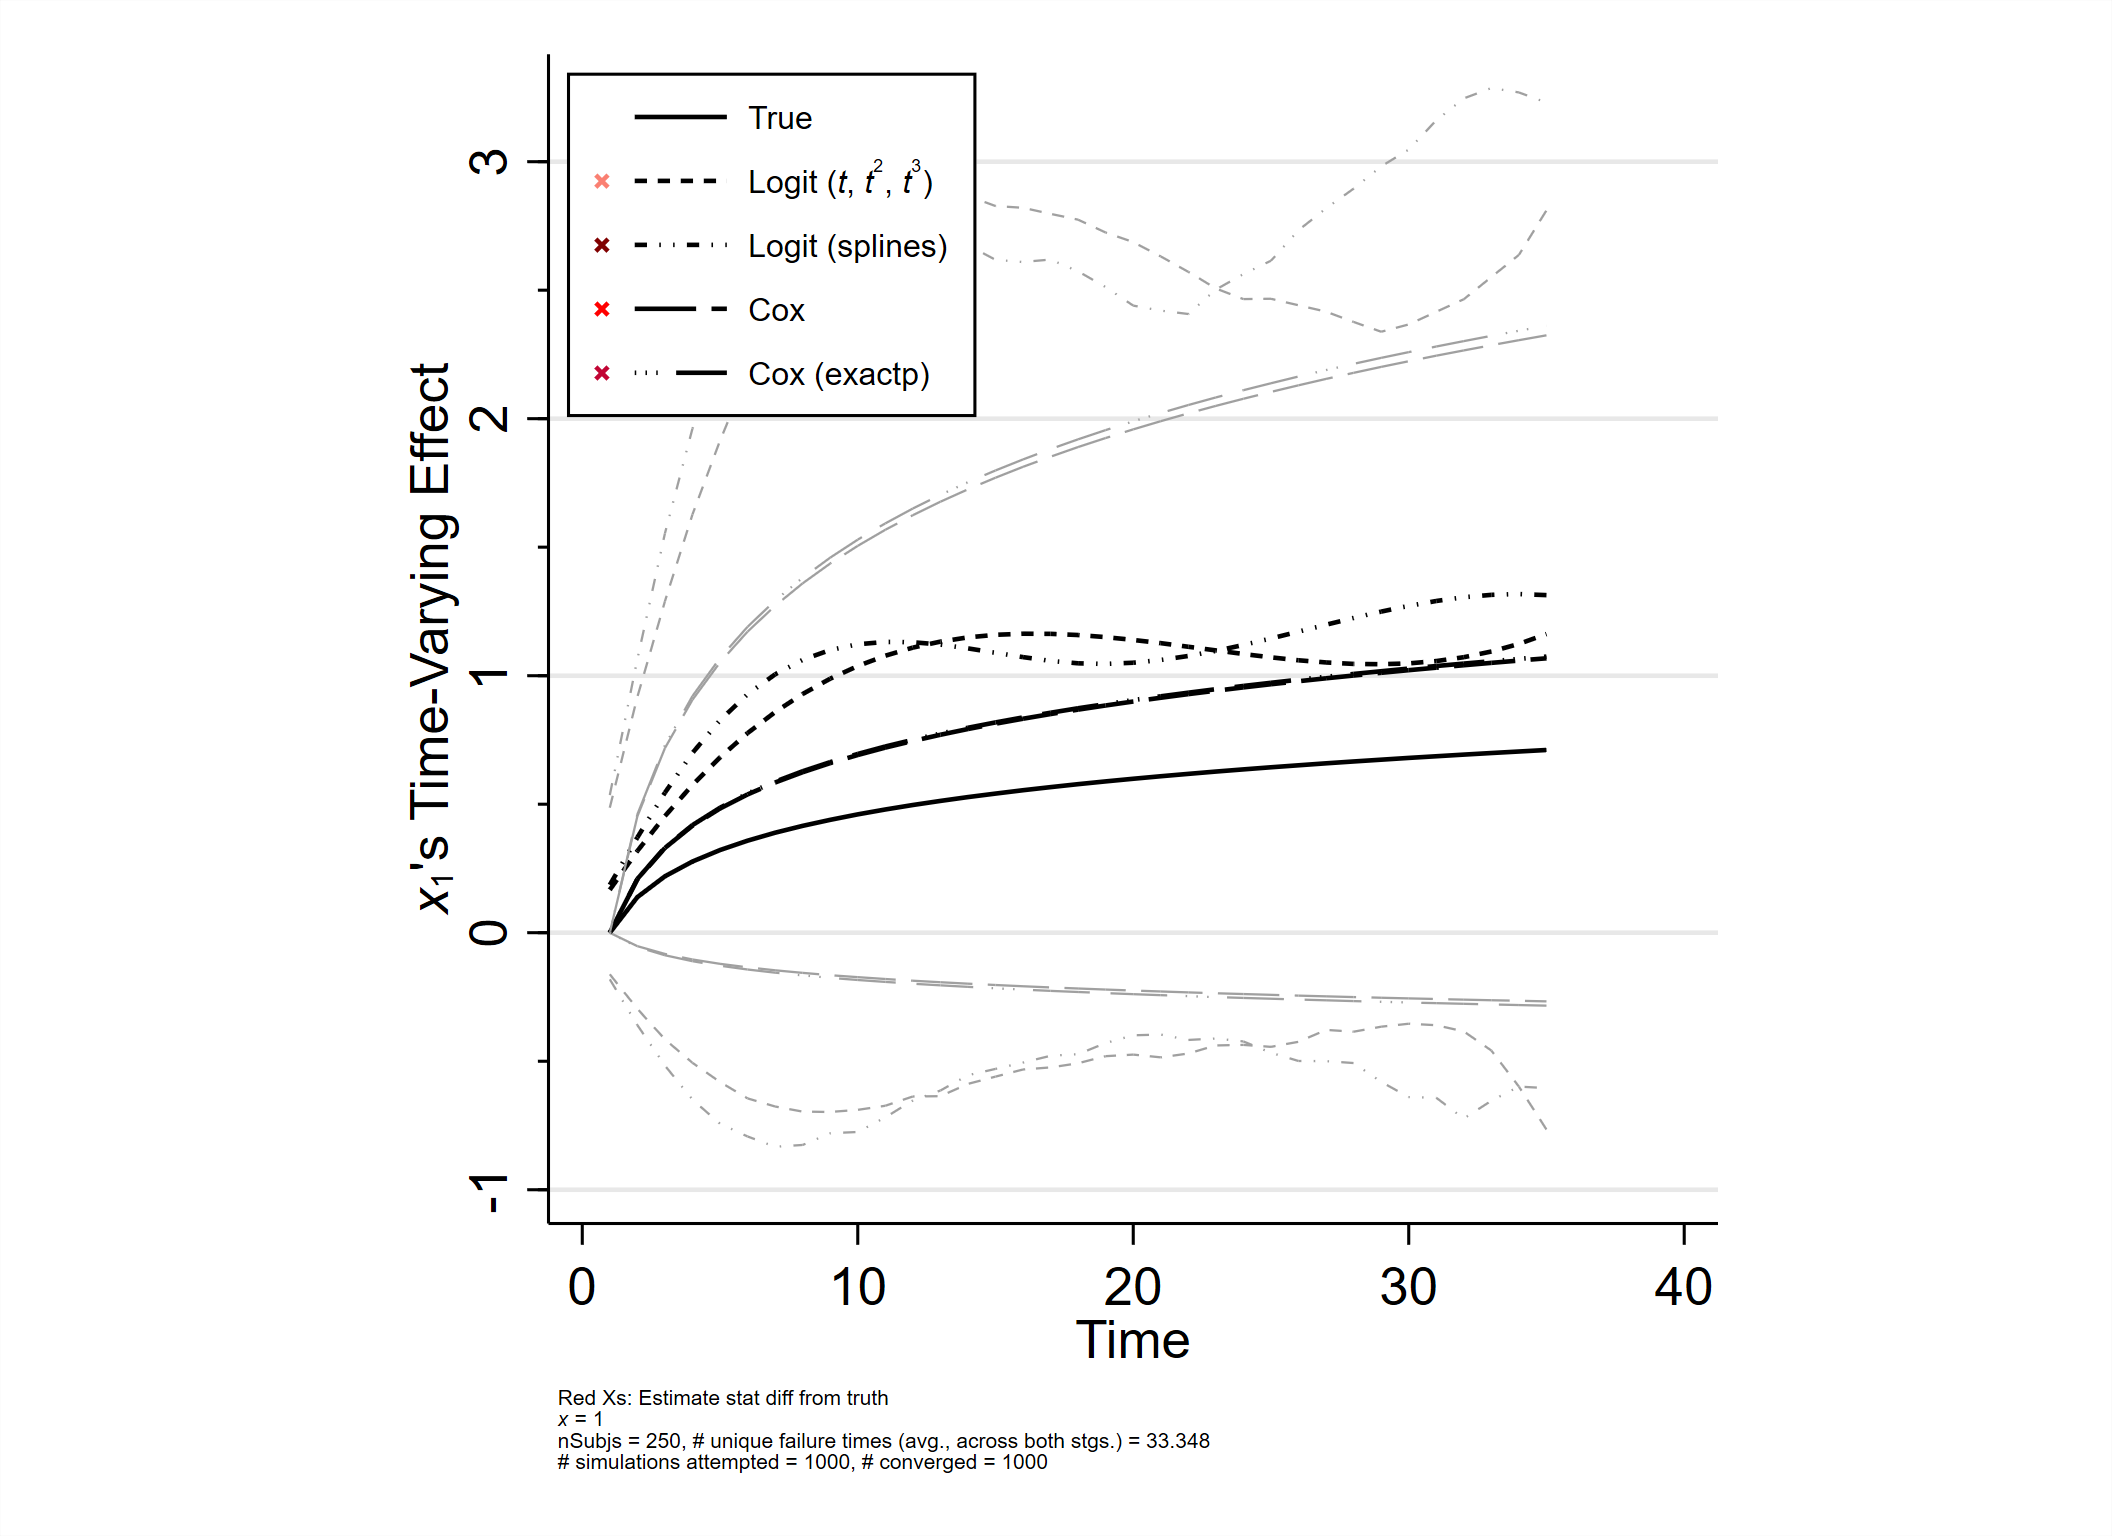 True
Logit (t, t², t³)
Logit (splines)
Cox
Cox (exactp)
3
2
1
0
-1
x₁'s Time-Varying Effect
0 10 20 30 40
Time
Red Xs: Estimate stat diff from truth
x = 1
nSubjs = 250, # unique failure times (avg., across both stgs.) = 33.348
# simulations attempted = 1000, # converged = 1000